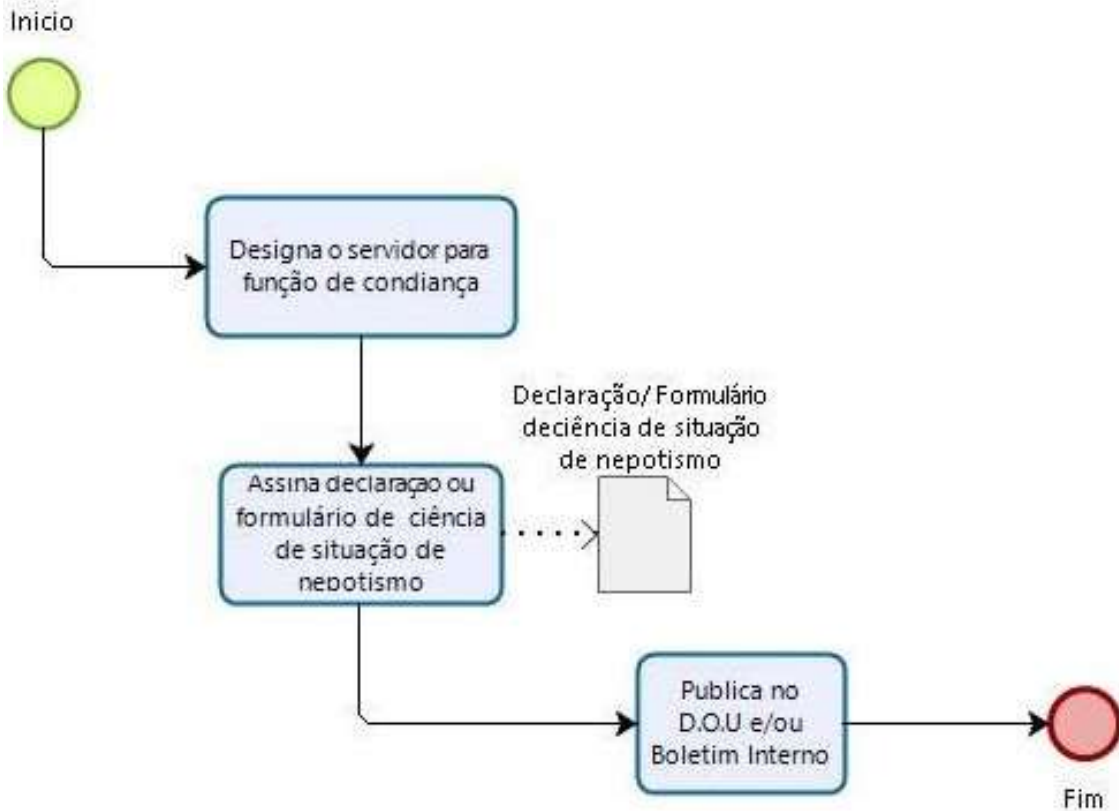 Inicio
Designa o servidor para
função de condiança
Declaração/ Formulário
deciência de situação
de nepotismo
Assina declaração ou
formulário de ciência
de situação de
nepotismo
Publica no
D.O.U e/ou
Boletim Interno
Fim